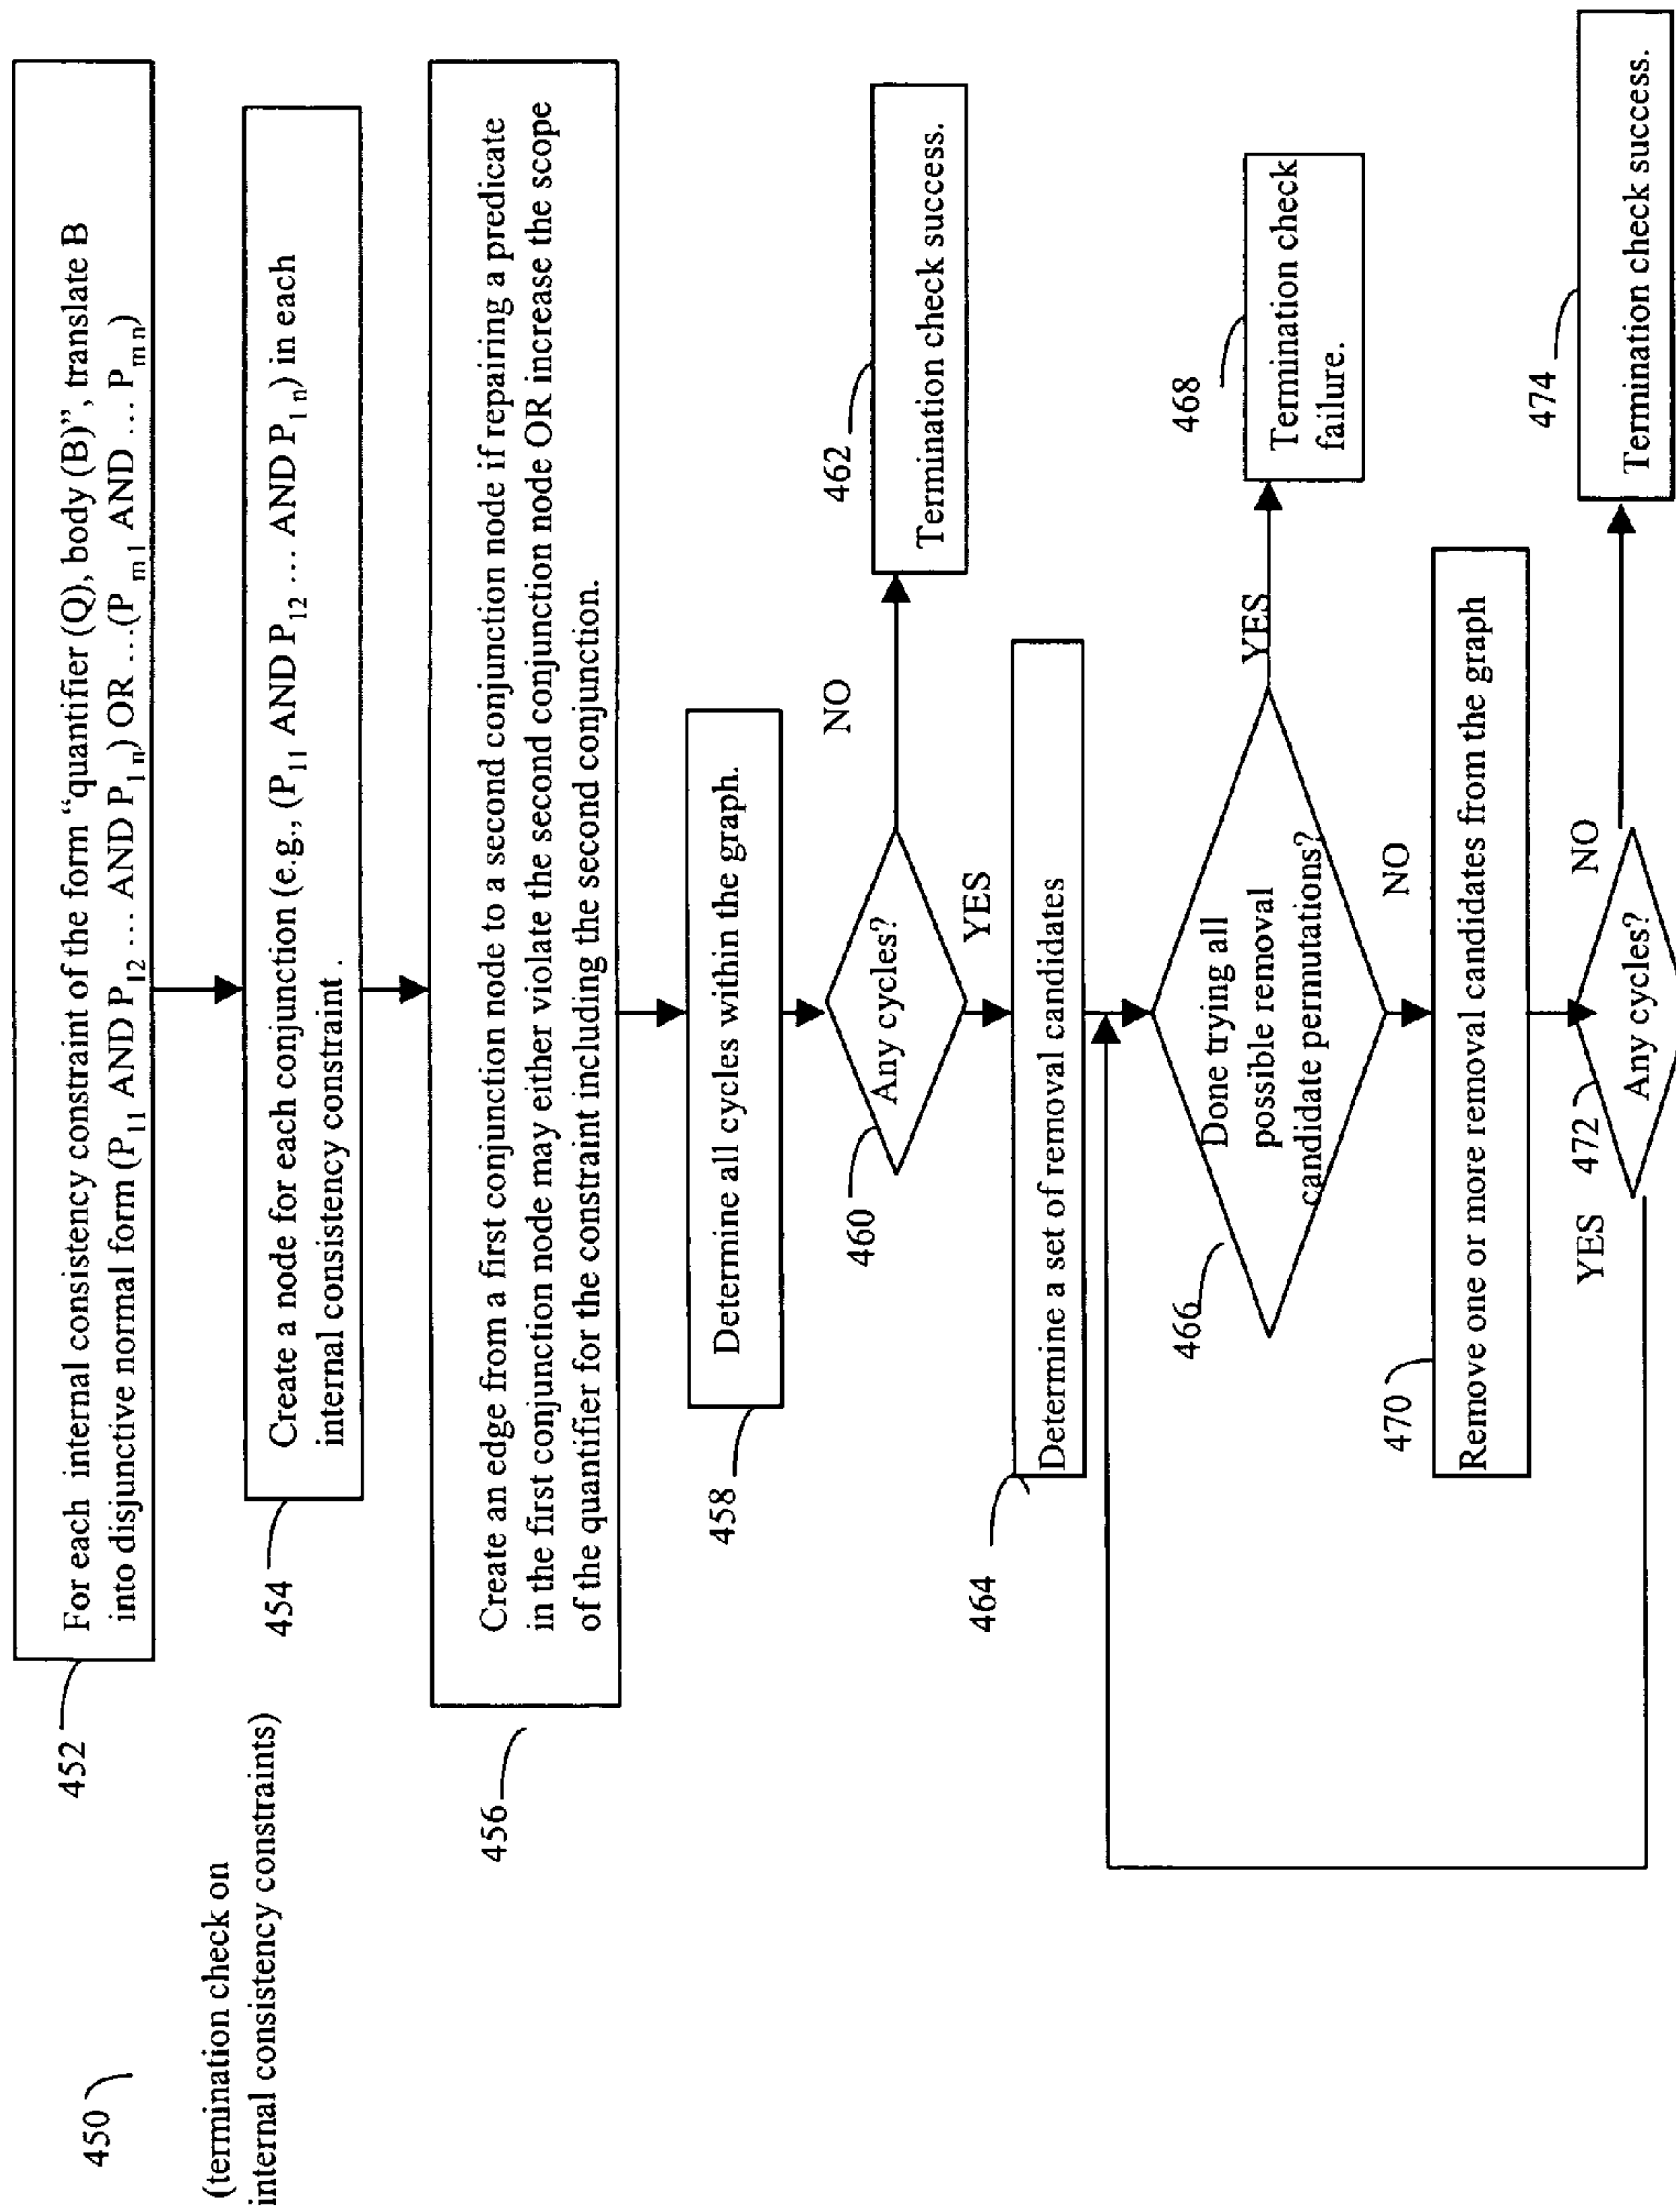 450
(termination check on
internal consistency constraints)
452
For each internal consistency constraint of the form “quantifier (Q), body (B)”, translate B
into disjunctive normal form (P11 AND P12 … AND P1n) OR …(Pm1 AND … Pmn)
454
Create a node for each conjunction (e.g., (P11 AND P12 … AND P1n) in each
internal consistency constraint .
456
Create an edge from a first conjunction node to a second conjunction node if repairing a predicate
in the first conjunction node may either violate the second conjunction node OR increase the scope
of the quantifier for the constraint including the second conjunction.
458
Determine all cycles within the graph.
460
Any cycles?
NO
462
Termination check success.
YES
464
Determine a set of removal candidates
466
Done trying all
possible removal
candidate permutations?
YES
468
Termination check
failure.
NO
470
Remove one or more removal candidates from the graph
472
Any cycles?
YES
NO
474
Termination check success.